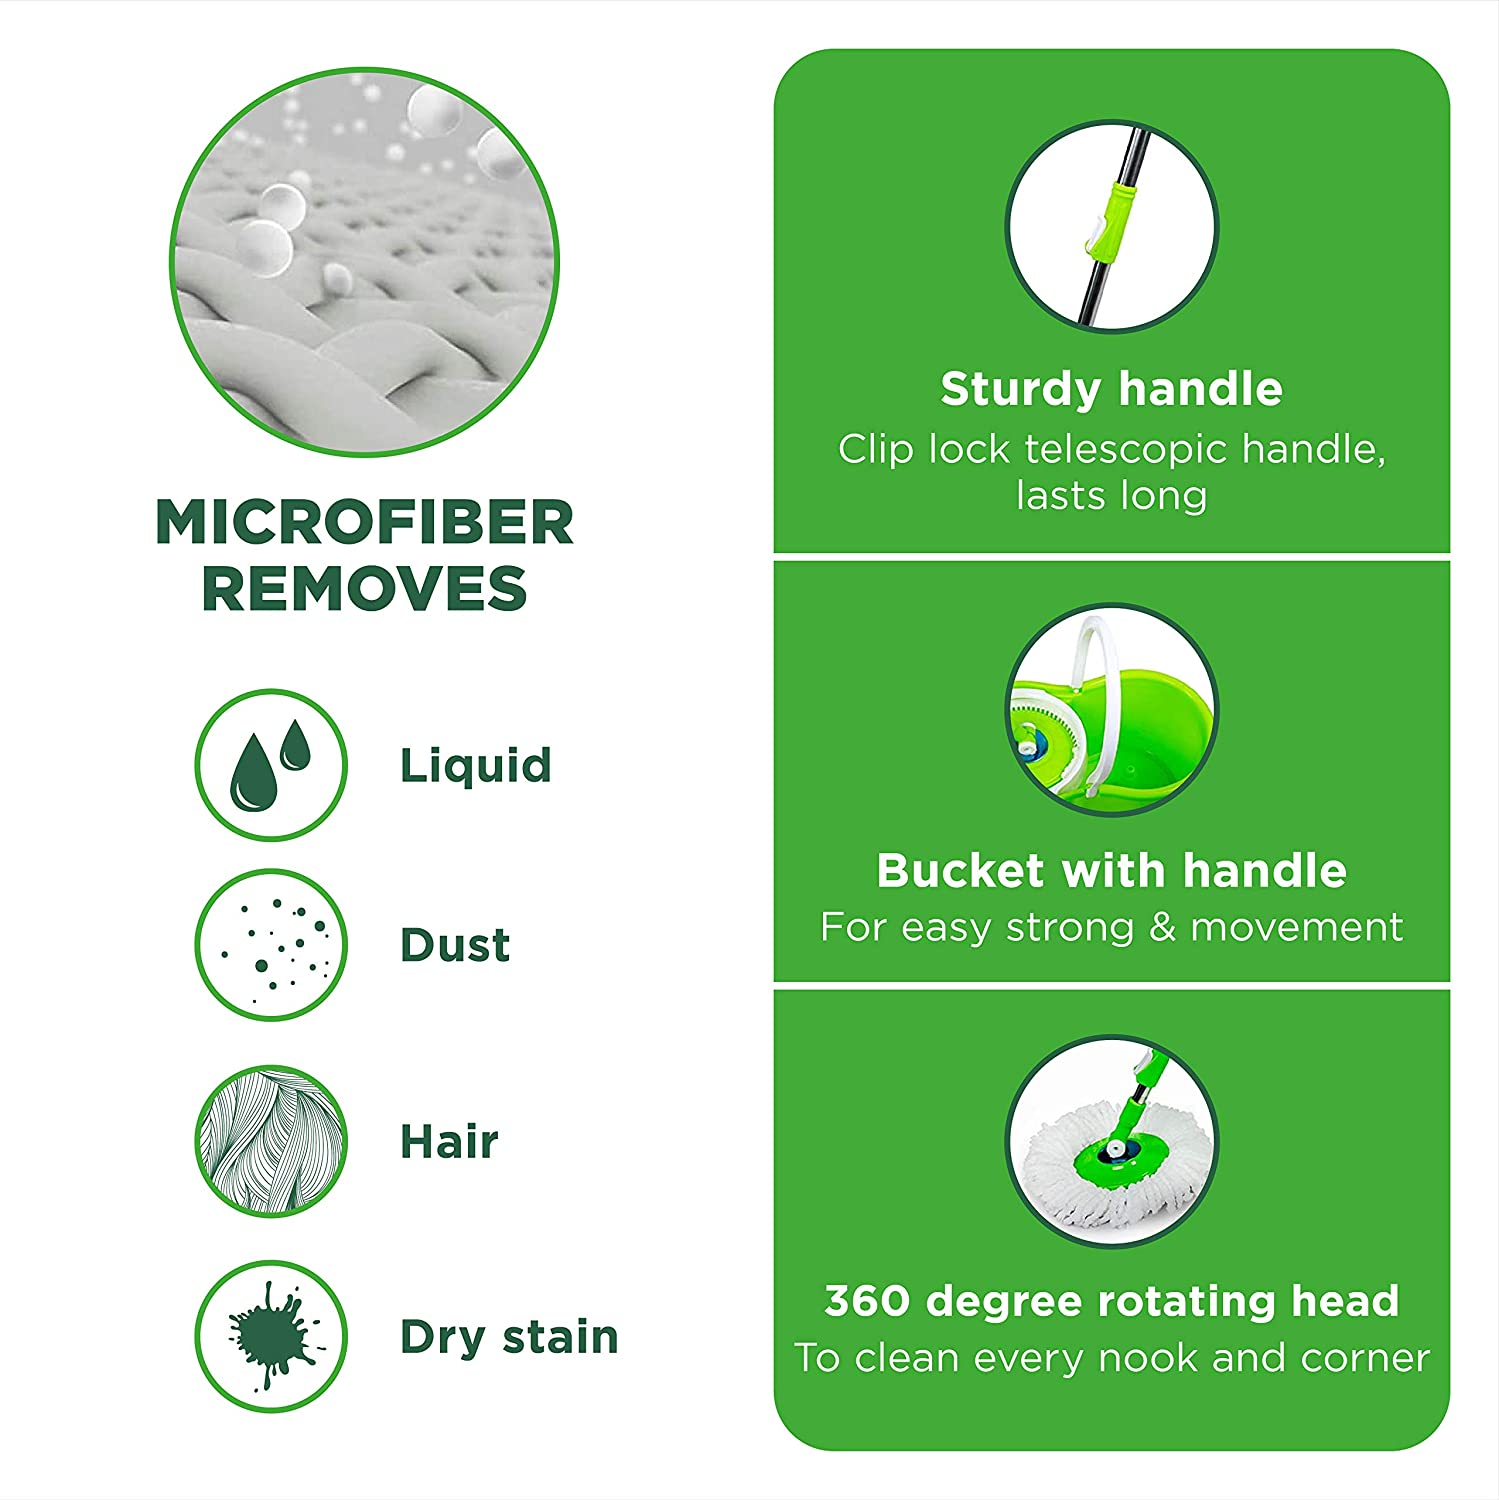 MICROFIBER
REMOVES
Liquid
Dust
Hair
Dry stain
Sturdy handle
Clip lock telescopic handle,
lasts long
Bucket with handle
For easy strong & movement
360 degree rotating head
To clean every nook and corner